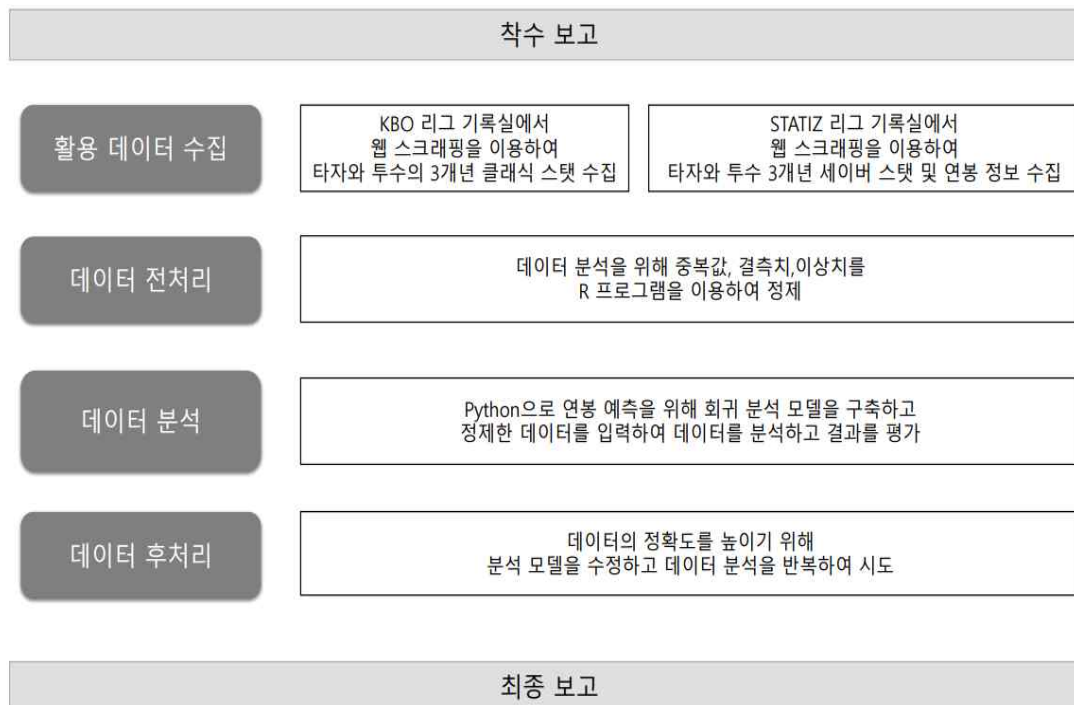 착수 보고
활용 데이터 수집
KBO 리그 기록실에서
웹 스크래핑을 이용하여
타자와 투수의 3개년 클래식 스탯 수집
STATIZ 리그 기록실에서
웹 스크래핑을 이용하여
타자와 투수 3개년 세이버 스탯 및 연봉 정보 수집
데이터 전처리
데이터 분석을 위해 중복값, 결측치,이상치를
R 프로그램을 이용하여 정제
데이터 분석
Python으로 연봉 예측을 위해 회귀 분석 모델을 구축하고
정제한 데이터를 입력하여 데이터를 분석하고 결과를 평가
데이터 후처리
데이터의 정확도를 높이기 위해
분석 모델을 수정하고 데이터 분석을 반복하여 시도
최종 보고